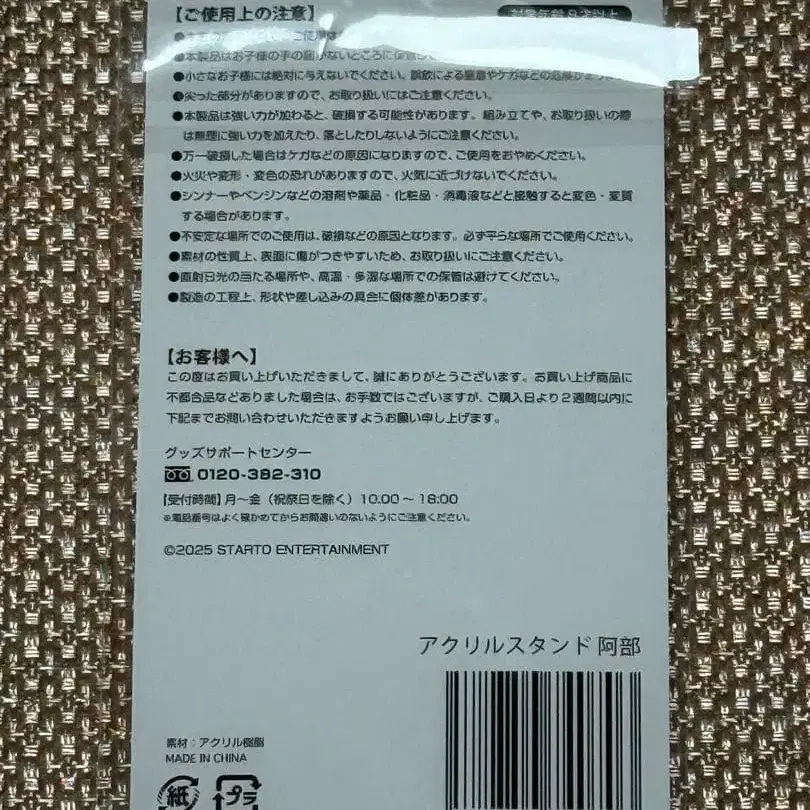 【ご使用上の注意】
対象年齢8才以上
●本製品はお子様の手の届かないところに保管して
●小さなお子様には絶対に与えないでください。誤飲による窒息やケガなどの危険が
●尖った部分がありますので、お取り扱いにはご注意ください。
●本製品は強い力が加わると、破損する可能性があります。組み立てや、お取り扱いの際
は無理に強い力を加えたり、落としたりしないようにご注意ください。
●万一破損した場合はケガなどの原因になりますので、ご使用をおやめください。
●火災や変形・変色の恐れがありますので、火気に近づけないでください。
●シンナーやベンジンなどの溶剤や薬品・化粧品・消毒液などと接触すると変色・変質
する場合があります。
●不安定な場所でのご使用は、破損などの原因となります。必ず平らな場所でご使用ください。
●素材の性質上、表面に傷がつきやすいため、お取り扱いにご注意ください。
●直射日光の当たる場所や、高温・多湿な場所での保管は避けてください。
●製造の工程上、形状や差し込みの具合に個体差があります。
【お客様へ】
この度はお買い上げいただきまして、誠にありがとうございます。お買い上げ商品に
不都合品などありました場合は、お手数ではございますが、ご購入日より2週間以内に
下記までお問い合わせいただきますようお願い申し上げます。
グッズサポートセンター
0120-382-310
【受付時間】月～金（祝祭日を除く）10:00～18:00
※電話番号はよく確かめてからお間違いのないようにご注意ください。
©2025 STARTO ENTERTAINMENT
アクリルスタンド 阿部
素材：アクリル樹脂
MADE IN CHINA
紙 プラ